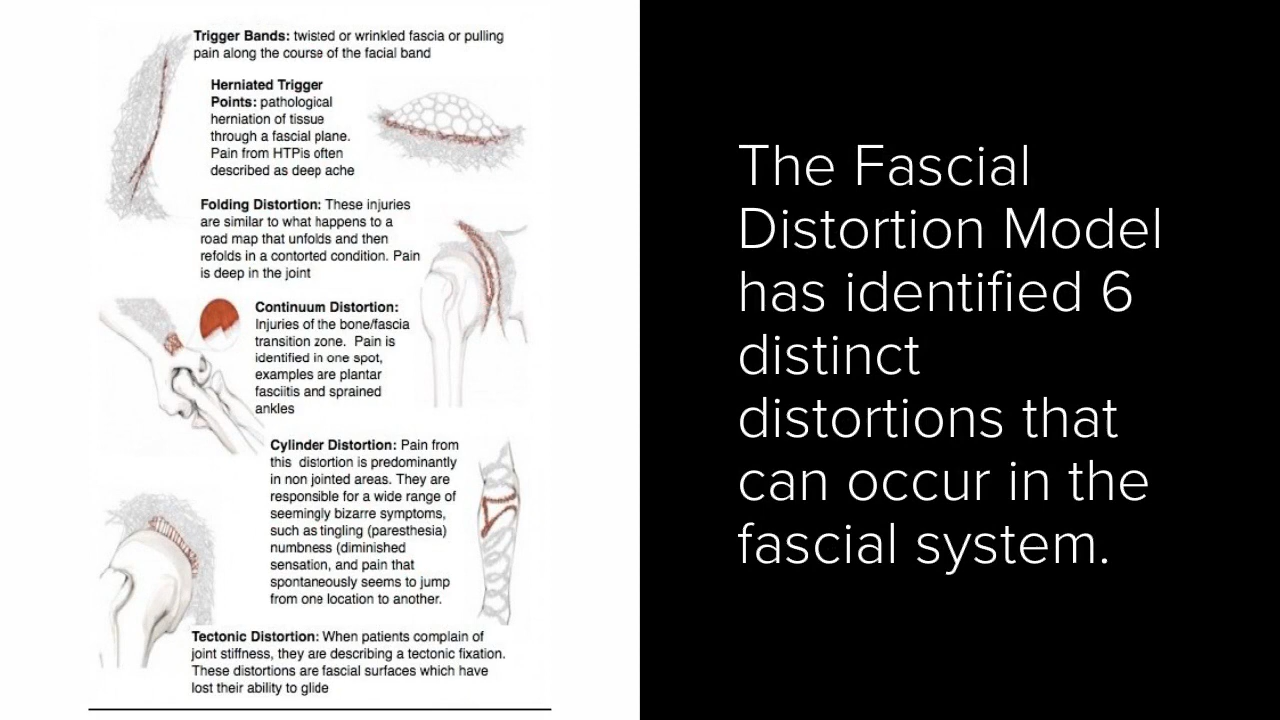 Trigger Bands: twisted or wrinkled fascia or pulling
pain along the course of the facial band
Herniated Trigger
Points: pathological
herniation of tissue
through a fascial plane.
Pain from HTPis often
described as deep ache
Folding Distortion: These injuries
are similar to what happens to a
road map that unfolds and then
refolds in a contorted condition. Pain
is deep in the joint
Continuum Distortion:
Injuries of the bone/fascia
transition zone.  Pain is
identified in one spot,
examples are plantar
fasciitis and sprained
ankles
Cylinder Distortion: Pain from
this  distortion is predominantly
in non jointed areas. They are
responsible for a wide range of
seemingly bizarre symptoms,
such as tingling (paresthesia)
numbness (diminished
sensation, and pain that
spontaneously seems to jump
from one location to another.
Tectonic Distortion: When patients complain of
joint stiffness, they are describing a tectonic fixation.
These distortions are fascial surfaces which have
lost their ability to glide
The Fascial
Distortion Model
has identified 6
distinct
distortions that
can occur in the
fascial system.